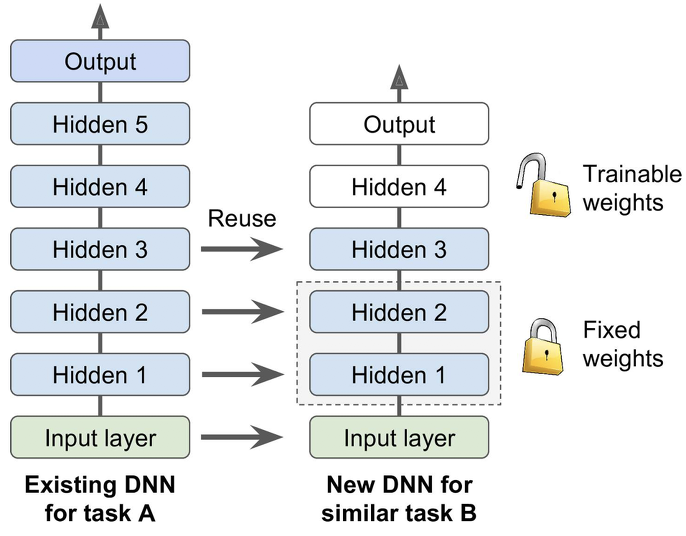 Output
Hidden 5
Hidden 4
Hidden 3
Hidden 2
Hidden 1
Input layer
Existing DNN
for task A
Reuse
Output
Hidden 4
Hidden 3
Hidden 2
Hidden 1
Input layer
New DNN for
similar task B
Trainable
weights
Fixed
weights